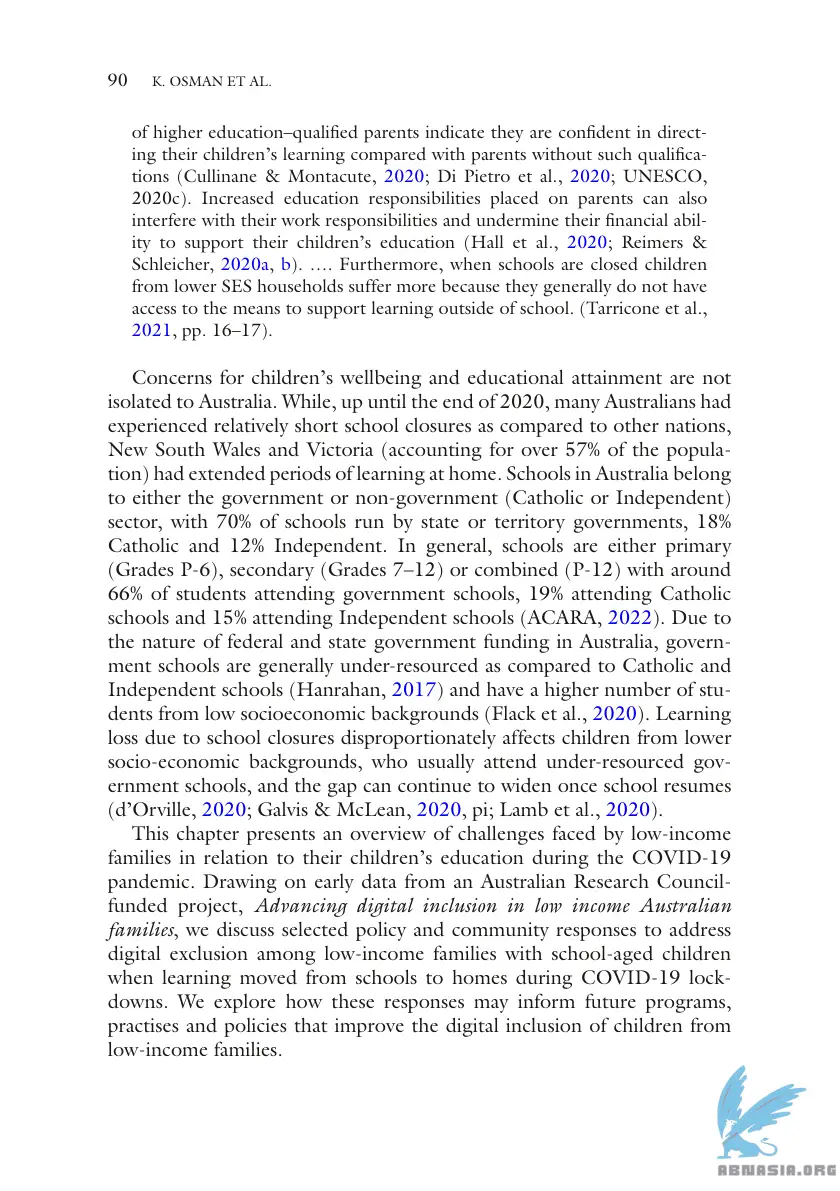 90 K. OSMAN ET AL.
of higher education–qualified parents indicate they are confident in direct-
ing their children’s learning compared with parents without such qualifica-
tions (Cullinane & Montacute, 2020; Di Pietro et al., 2020; UNESCO,
2020c). Increased education responsibilities placed on parents can also
interfere with their work responsibilities and undermine their financial abil-
ity to support their children’s education (Hall et al., 2020; Reimers &
Schleicher, 2020a, b). …. Furthermore, when schools are closed children
from lower SES households suffer more because they generally do not have
access to the means to support learning outside of school. (Tarricone et al.,
2021, pp. 16–17).
Concerns for children’s wellbeing and educational attainment are not
isolated to Australia. While, up until the end of 2020, many Australians had
experienced relatively short school closures as compared to other nations,
New South Wales and Victoria (accounting for over 57% of the popula-
tion) had extended periods of learning at home. Schools in Australia belong
to either the government or non-government (Catholic or Independent)
sector, with 70% of schools run by state or territory governments, 18%
Catholic and 12% Independent. In general, schools are either primary
(Grades P-6), secondary (Grades 7–12) or combined (P-12) with around
66% of students attending government schools, 19% attending Catholic
schools and 15% attending Independent schools (ACARA, 2022). Due to
the nature of federal and state government funding in Australia, govern-
ment schools are generally under-resourced as compared to Catholic and
Independent schools (Hanrahan, 2017) and have a higher number of stu-
dents from low socioeconomic backgrounds (Flack et al., 2020). Learning
loss due to school closures disproportionately affects children from lower
socio-economic backgrounds, who usually attend under-resourced gov-
ernment schools, and the gap can continue to widen once school resumes
(d’Orville, 2020; Galvis & McLean, 2020, pi; Lamb et al., 2020).
This chapter presents an overview of challenges faced by low-income
families in relation to their children’s education during the COVID-19
pandemic. Drawing on early data from an Australian Research Council-
funded project, Advancing digital inclusion in low income Australian
families, we discuss selected policy and community responses to address
digital exclusion among low-income families with school-aged children
when learning moved from schools to homes during COVID-19 lock-
downs. We explore how these responses may inform future programs,
practises and policies that improve the digital inclusion of children from
low-income families.
ABNASIA.ORG